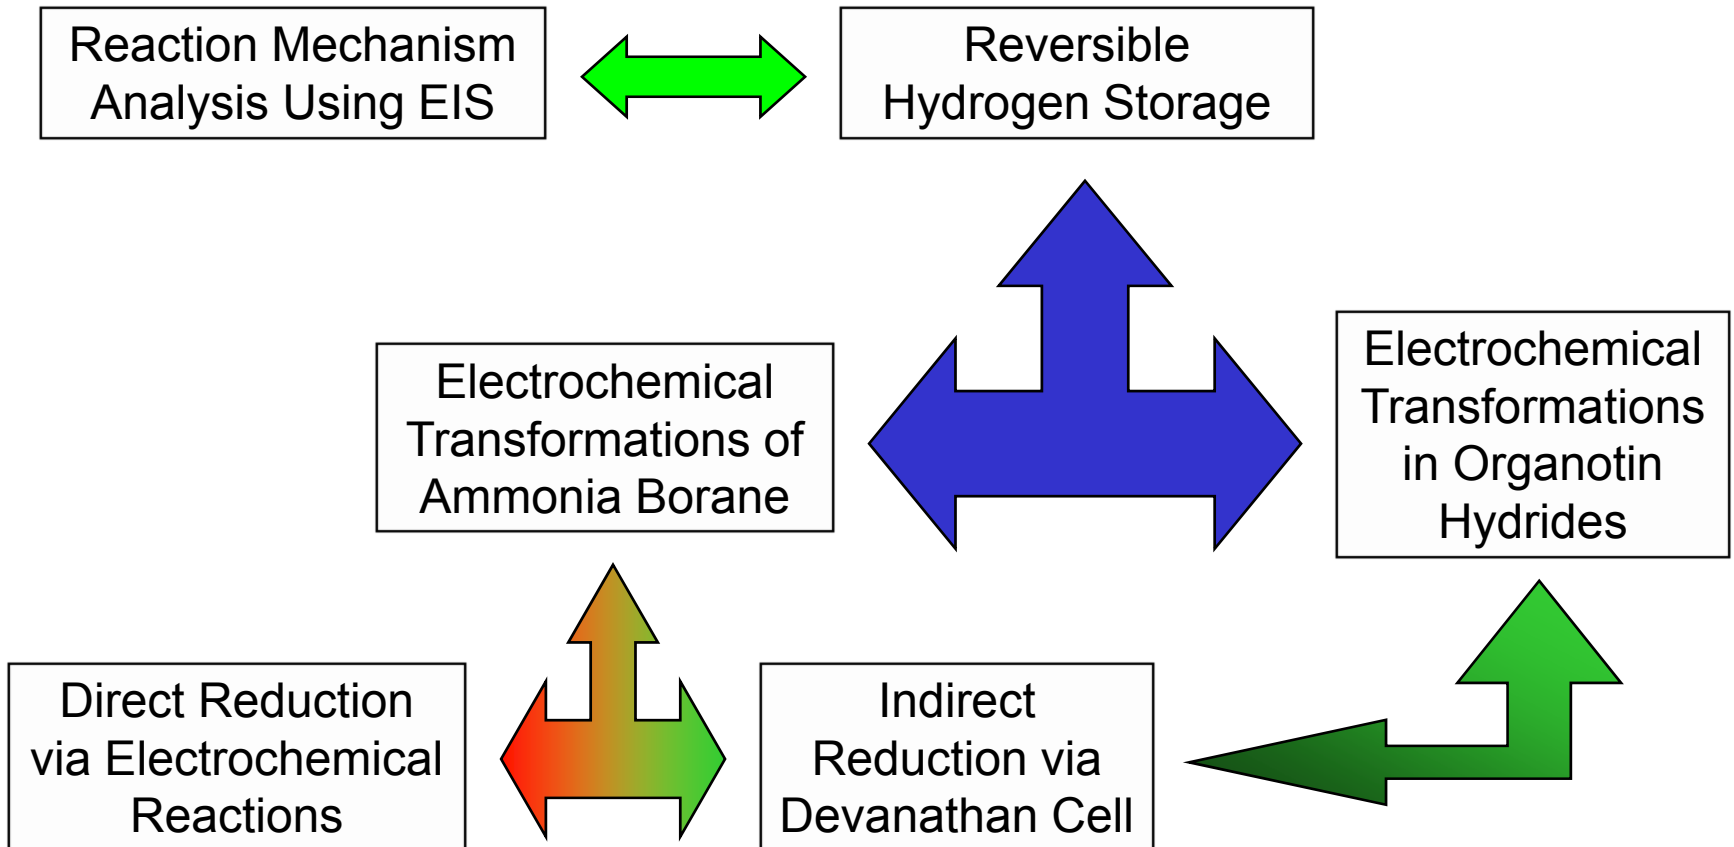 Reaction Mechanism
Analysis Using EIS
Reversible
Hydrogen Storage
Electrochemical
Transformations of
Ammonia Borane
Electrochemical
Transformations
in Organotin
Hydrides
Direct Reduction
via Electrochemical
Reactions
Indirect
Reduction via
Devanathan Cell